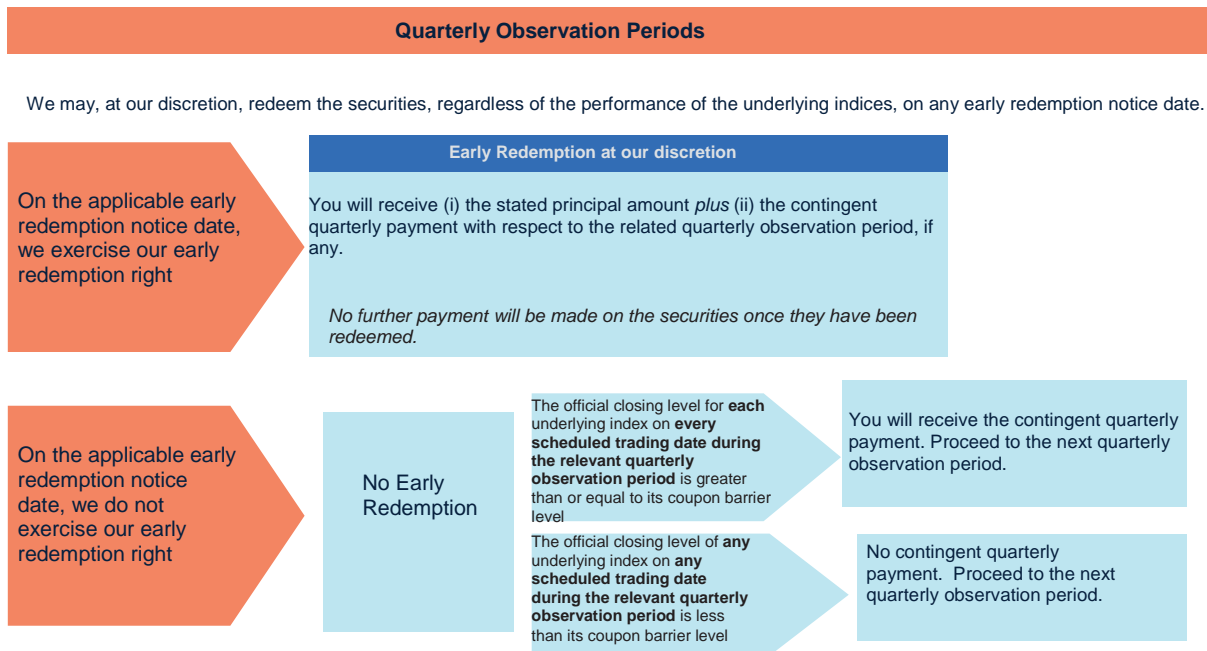 Quarterly Observation Periods
We may, at our discretion, redeem the securities, regardless of the performance of the underlying indices, on any early redemption notice date.
On the applicable early
redemption notice date,
we exercise our early
redemption right
Early Redemption at our discretion
You will receive (i) the stated principal amount plus (ii) the contingent
quarterly payment with respect to the related quarterly observation period, if
any.
No further payment will be made on the securities once they have been
redeemed.
On the applicable early
redemption notice
date, we do not
exercise our early
redemption right
No Early
Redemption
The official closing level for each
underlying index on every
scheduled trading date during
the relevant quarterly
observation period is greater
than or equal to its coupon barrier
level
You will receive the contingent quarterly
payment. Proceed to the next quarterly
observation period.
The official closing level of any
underlying index on any
scheduled trading date
during the relevant quarterly
observation period is less
than its coupon barrier level
No contingent quarterly
payment. Proceed to the next
quarterly observation period.